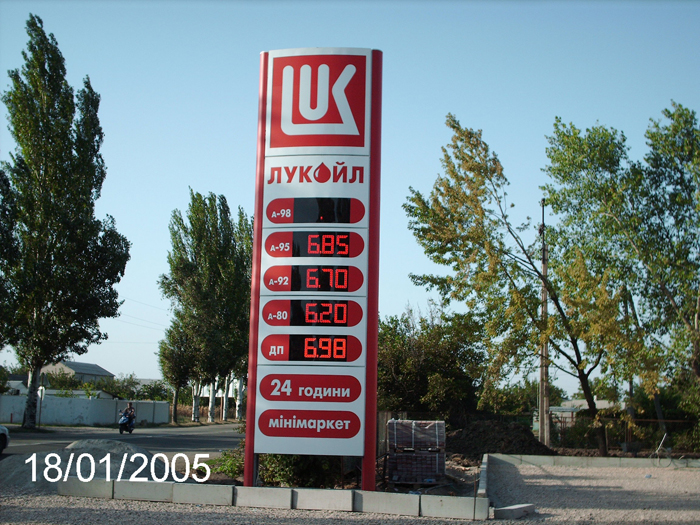 LUK
ЛУКОЙЛ
А-98 .
А-95 6.85
А-92 6.70
А-80 6.20
ДП 6.98
24 години
мінімаркет
18/01/2005